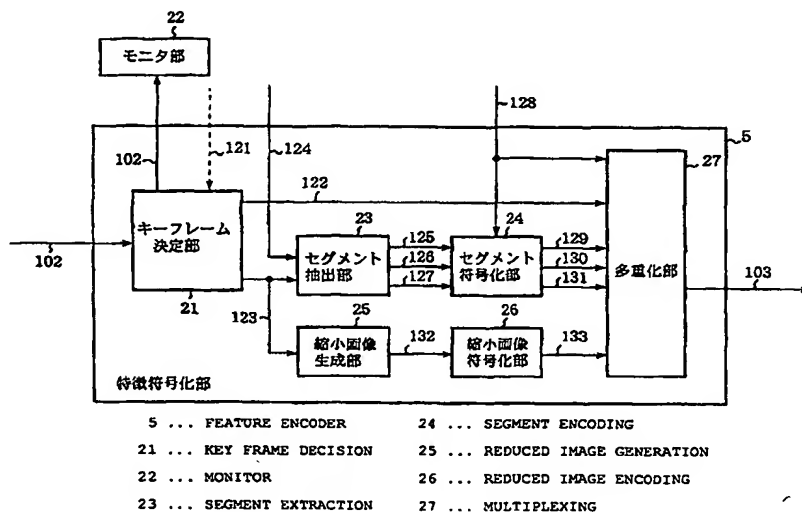 22
モニタ部
128
5
102
121
124
27
122
キーフレーム
決定部
23
125
24
129
セグメント
抽出部
126
セグメント
符号化部
130
多重化部
102
127
131
103
21
123
25
26
縮小画像
生成部
132
縮小画像
符号化部
133
特徴符号化部
5 ... FEATURE ENCODER
24 ... SEGMENT ENCODING
21 ... KEY FRAME DECISION
25 ... REDUCED IMAGE GENERATION
22 ... MONITOR
26 ... REDUCED IMAGE ENCODING
23 ... SEGMENT EXTRACTION
27 ... MULTIPLEXING